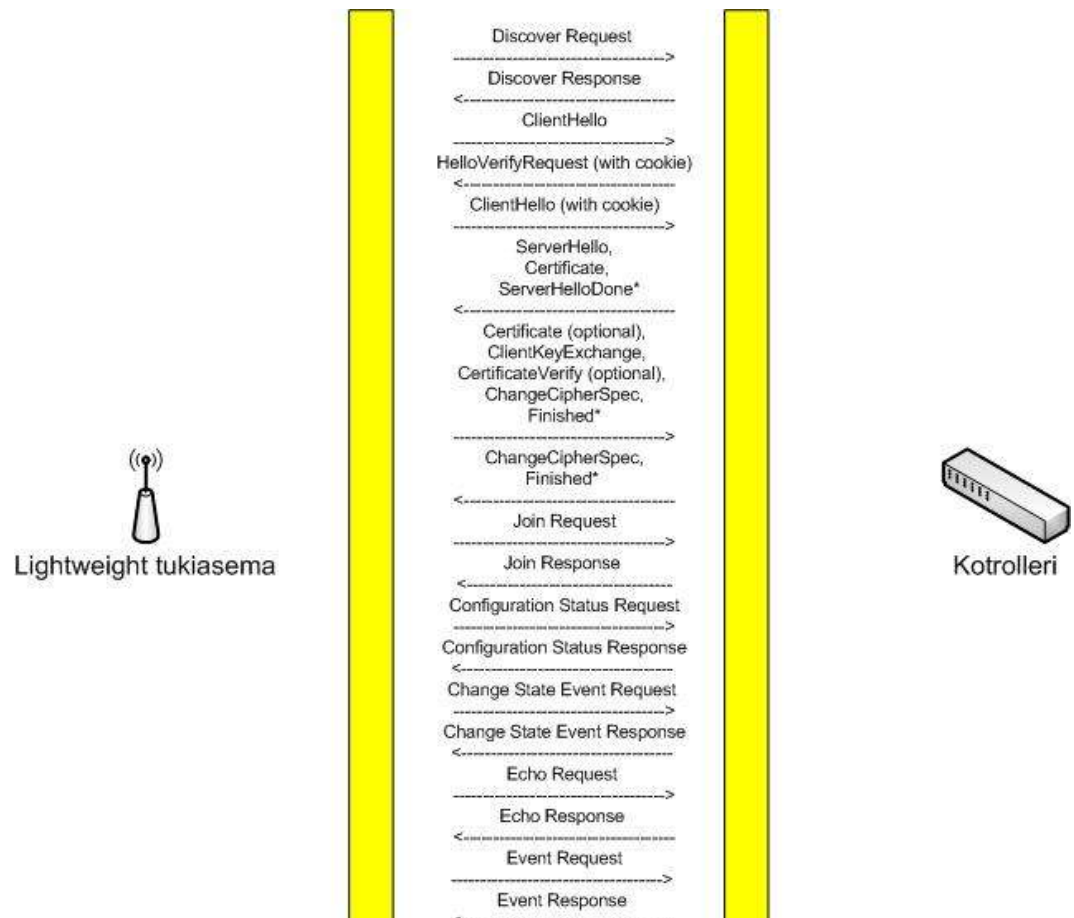 Discover Request
------------------------------------>
Discover Response
<------------------------------------
ClientHello
------------------------------------>
HelloVerifyRequest (with cookie)
<------------------------------------
ClientHello (with cookie)
------------------------------------>
ServerHello,
Certificate,
ServerHelloDone*
<------------------------------------
Certificate (optional),
ClientKeyExchange,
CertificateVerify (optional),
ChangeCipherSpec,
Finished*
------------------------------------>
ChangeCipherSpec,
Finished*
<------------------------------------
Join Request
------------------------------------>
Join Response
<------------------------------------
Configuration Status Request
------------------------------------>
Configuration Status Response
<------------------------------------
Change State Event Request
------------------------------------>
Change State Event Response
<------------------------------------
Echo Request
------------------------------------>
Echo Response
<------------------------------------
Event Request
------------------------------------>
Event Response
<------------------------------------
Lightweight tukiasema
Kotrolleri